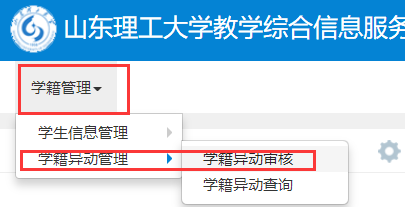 山东理工大学教学综合信息服务
学籍管理
学生信息管理
学籍异动管理
学籍异动审核
学籍异动查询